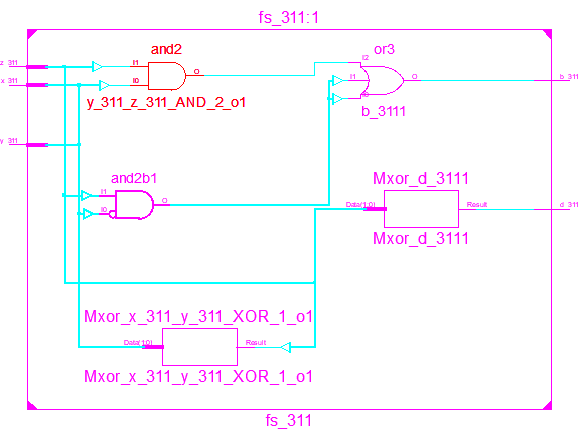 fs_311:1
and2
or3
z_311
I1
O
I2
x_311
I0
I1
O
b_311
I0
y_311_z_311_AND_2_o1
b_3111
and2b1
Mxor_d_3111
I1
O
I0
Data(1:0)
Result
d_311
Mxor_d_3111
Mxor_x_311_y_311_XOR_1_o1
Data(1:0)
Result
Mxor_x_311_y_311_XOR_1_o1
fs_311